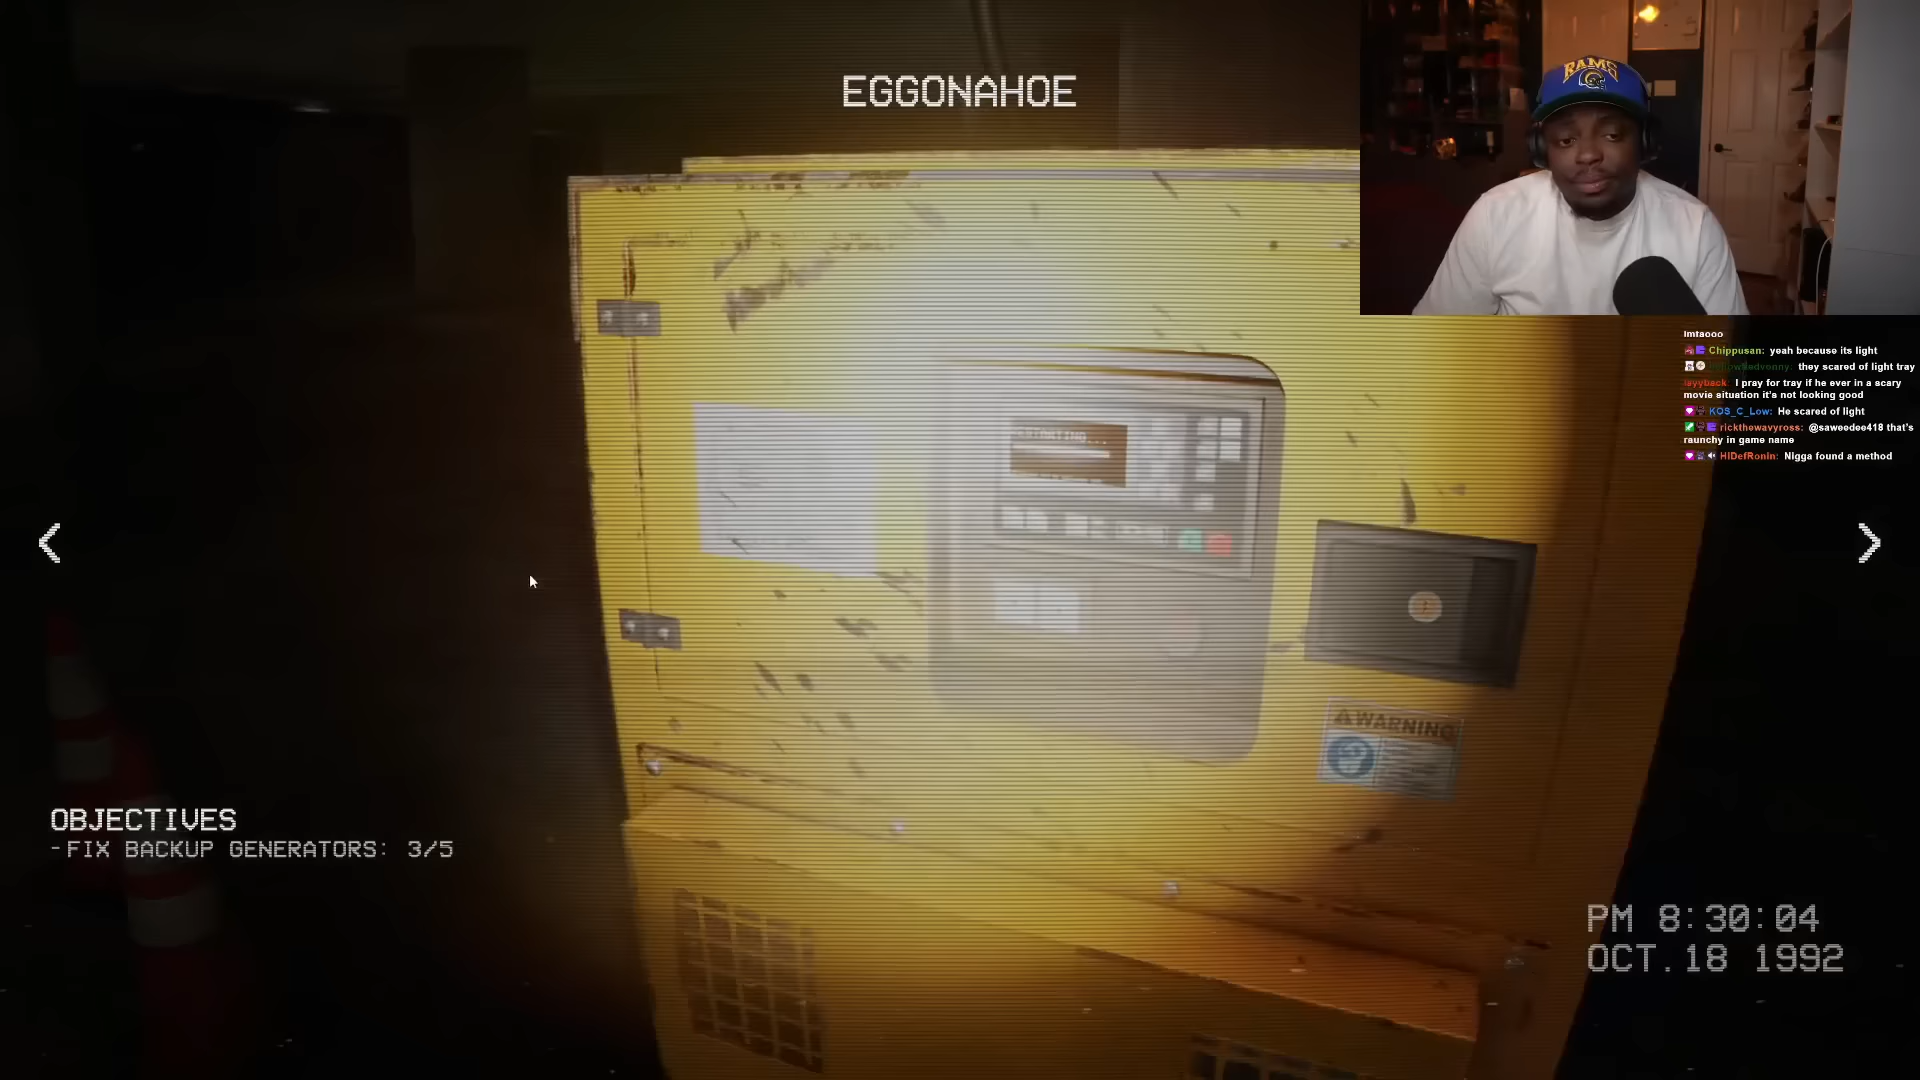 EGGONAHOE
RAMS
lmtaooo
Chippusan: yeah because its light
they scared of light tray
layyback: I pray for tray if he ever in a scary
movie situation it's not looking good
KOS_C_Low: He scared of light
rickthewavyross: @saweedee418 that's
raunchy in game name
HIDefRonin: Nigga found a method
STARTING...
WARNING
OBJECTIVES
-FIX BACKUP GENERATORS: 3/5
PM 8:30:04
OCT.18 1992